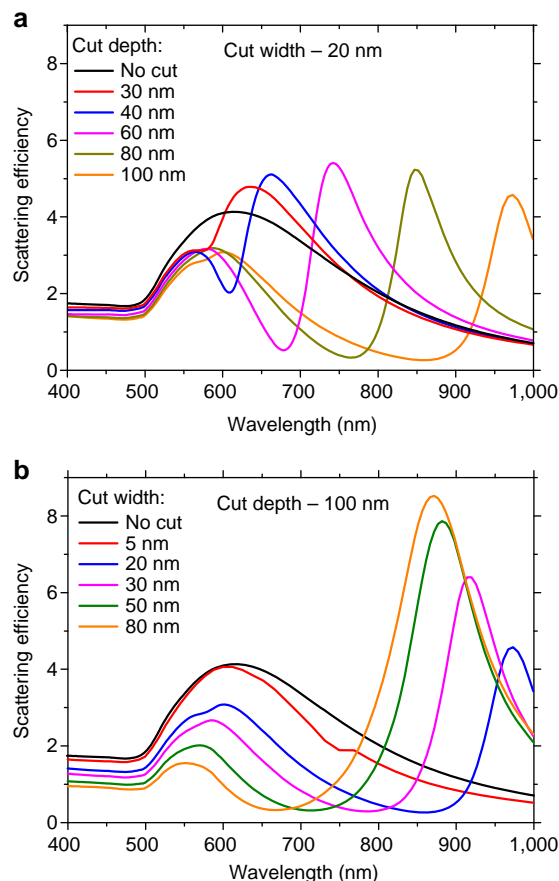 a
Cut depth:
Cut width – 20 nm
No cut
30 nm
40 nm
60 nm
80 nm
100 nm
8
6
4
2
0
Scattering efficiency
400 500 600 700 800 900 1,000
Wavelength (nm)
b
Cut width:
Cut depth – 100 nm
No cut
5 nm
20 nm
30 nm
50 nm
80 nm
8
6
4
2
0
Scattering efficiency
400 500 600 700 800 900 1,000
Wavelength (nm)